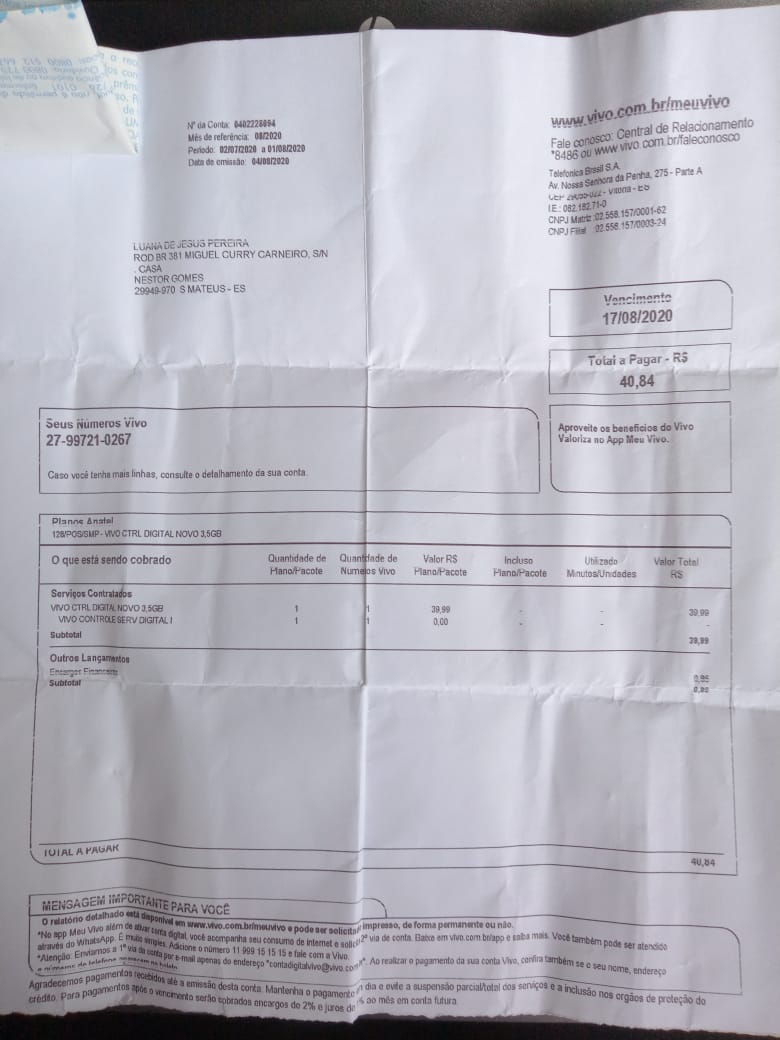 www.vivo.com.br/meuvivo
Fale conosco: Central de Relacionamento
*8486 ou www.vivo.com.br/faleconosco
Telefonica Brasil S.A.
Av. Nossa Senhora da Penha, 275 - Parte A
Vitoria - ES
I.E.: 082.182.71-0
CNPJ Matriz :02.558.157/0001-62
CNPJ Filial :02.558.157/0003-24
Nº da Conta: 0402228894
Mês de referência: 08/2020
Período: 02/07/2020 a 01/08/2020
Data de emissão: 04/08/2020
LUANA DE JESUS PEREIRA
ROD BR 381 MIGUEL CURRY CARNEIRO, S/N
. CASA
NESTOR GOMES
29949-970 S MATEUS - ES
Vencimento
17/08/2020
Total a Pagar - R$
40,84
Seus Números Vivo
27-99721-0267
Caso você tenha mais linhas, consulte o detalhamento da sua conta.
Aproveite os benefícios do Vivo
Valoriza no App Meu Vivo.
Planos Anatel
128/POS/SMP - VIVO CTRL DIGITAL NOVO 3,5GB
O que está sendo cobrado Quantidade de Plano/Pacote Quantidade de Números Vivo Valor R$ Plano/Pacote Incluso Plano/Pacote Utilizado Minutos/Unidades Valor Total R$
Serviços Contratados
VIVO CTRL DIGITAL NOVO 3,5GB 1 1 39,99 - - 39,99
VIVO CONTROLE SERV DIGITAL I 1 1 0,00 - - -
Subtotal 39,99
Outros Lançamentos
Encargos Financeiros 0,85
Subtotal 0,85
TOTAL A PAGAR 40,84
MENSAGEM IMPORTANTE PARA VOCÊ
O relatório detalhado está disponível em www.vivo.com.br/meuvivo e pode ser solicitado impresso, de forma permanente ou não.
*No app Meu Vivo além de ativar conta digital, você acompanha seu consumo de internet e solicita 2ª via de conta. Baixe em vivo.com.br/app e saiba mais. Você também pode ser atendido
através do WhatsApp. É muito simples. Adicione o número 11 999 15 15 15 e fale com a Vivo.
*Atenção: Enviamos a 1ª via da conta por e-mail apenas do endereço "contadigitalvivo@vivo.com.br". Ao realizar o pagamento da sua conta Vivo, confira também se o seu nome, endereço
e número de telefone
Agradecemos pagamentos recebidos até a emissão desta conta. Mantenha o pagamento em dia e evite a suspensão parcial/total dos serviços e a inclusão nos orgãos de proteção do
crédito. Para pagamentos após o vencimento serão cobrados encargos de 2% e juros de % ao mês em conta futura.